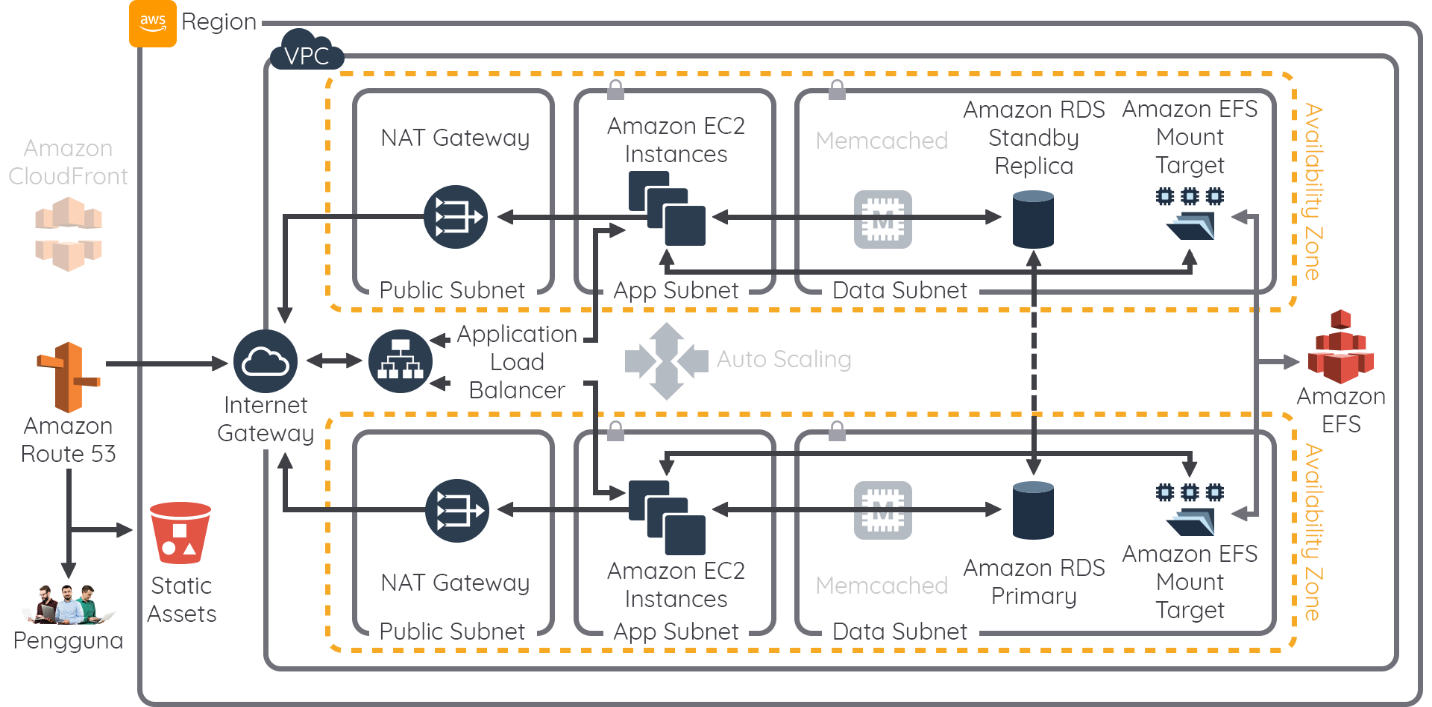 aws
Region
VPC
Amazon
CloudFront
NAT Gateway
Public Subnet
Amazon EC2
Instances
App Subnet
Memcached
M
Amazon RDS
Standby
Replica
Amazon EFS
Mount
Target
Data Subnet
Availability Zone
Amazon
Route 53
Internet
Gateway
Application
Load
Balancer
Auto Scaling
Amazon
EFS
NAT Gateway
Public Subnet
Amazon EC2
Instances
App Subnet
M
Memcached
Amazon RDS
Primary
Amazon EFS
Mount
Target
Data Subnet
Availability Zone
Static
Assets
Pengguna